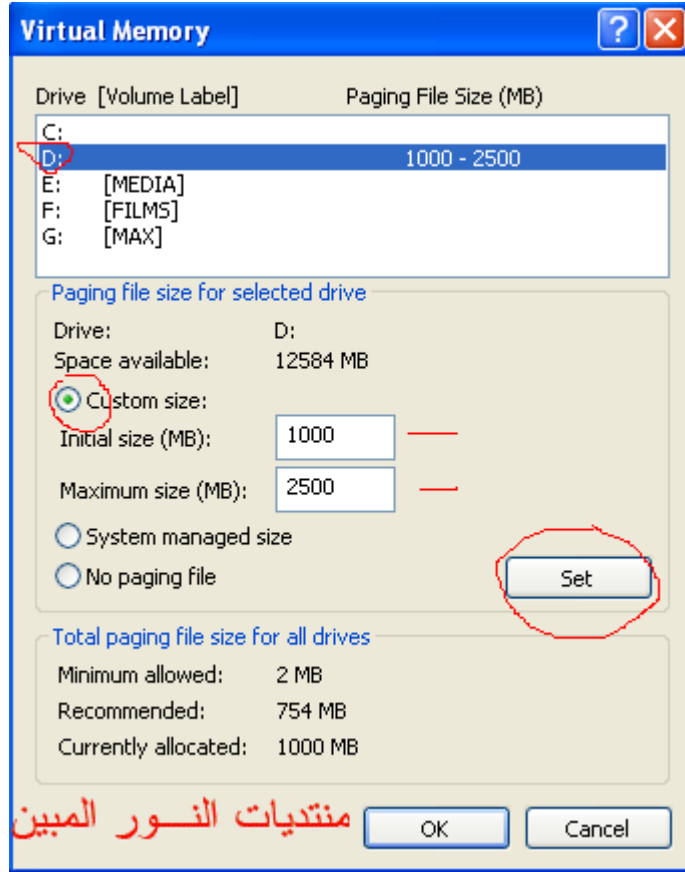 Virtual Memory
Drive [Volume Label] Paging File Size (MB)
C:
D: 1000 - 2500
E: [MEDIA]
F: [FILMS]
G: [MAX]
Paging file size for selected drive
Drive: D:
Space available: 12584 MB
Custom size:
Initial size (MB): 1000
Maximum size (MB): 2500
System managed size
No paging file
Set
Total paging file size for all drives
Minimum allowed: 2 MB
Recommended: 754 MB
Currently allocated: 1000 MB
منتديات النـــور المبين
OK Cancel